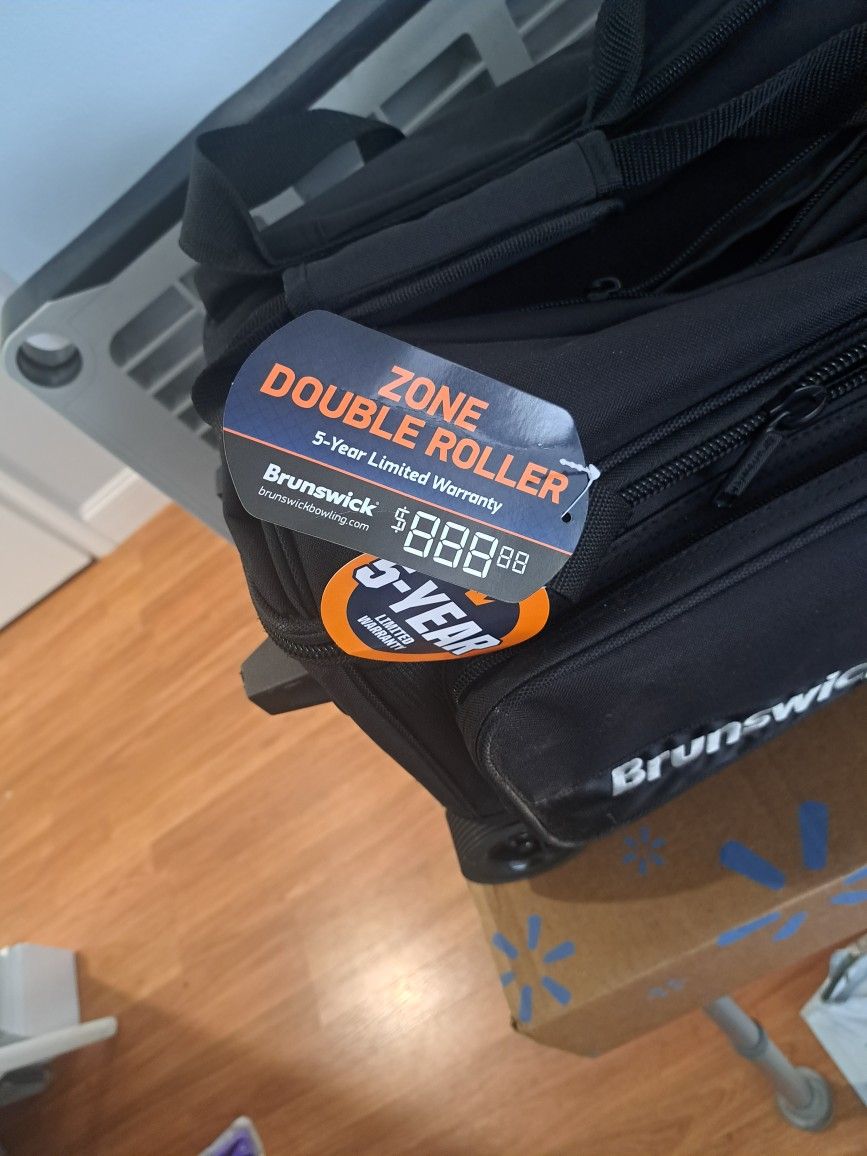 ZONE
DOUBLE ROLLER
5-Year Limited Warranty
Brunswick
brunswickbowling.com
$888 88
5-YEAR
LIMITED
WARRANTY
Brunswick